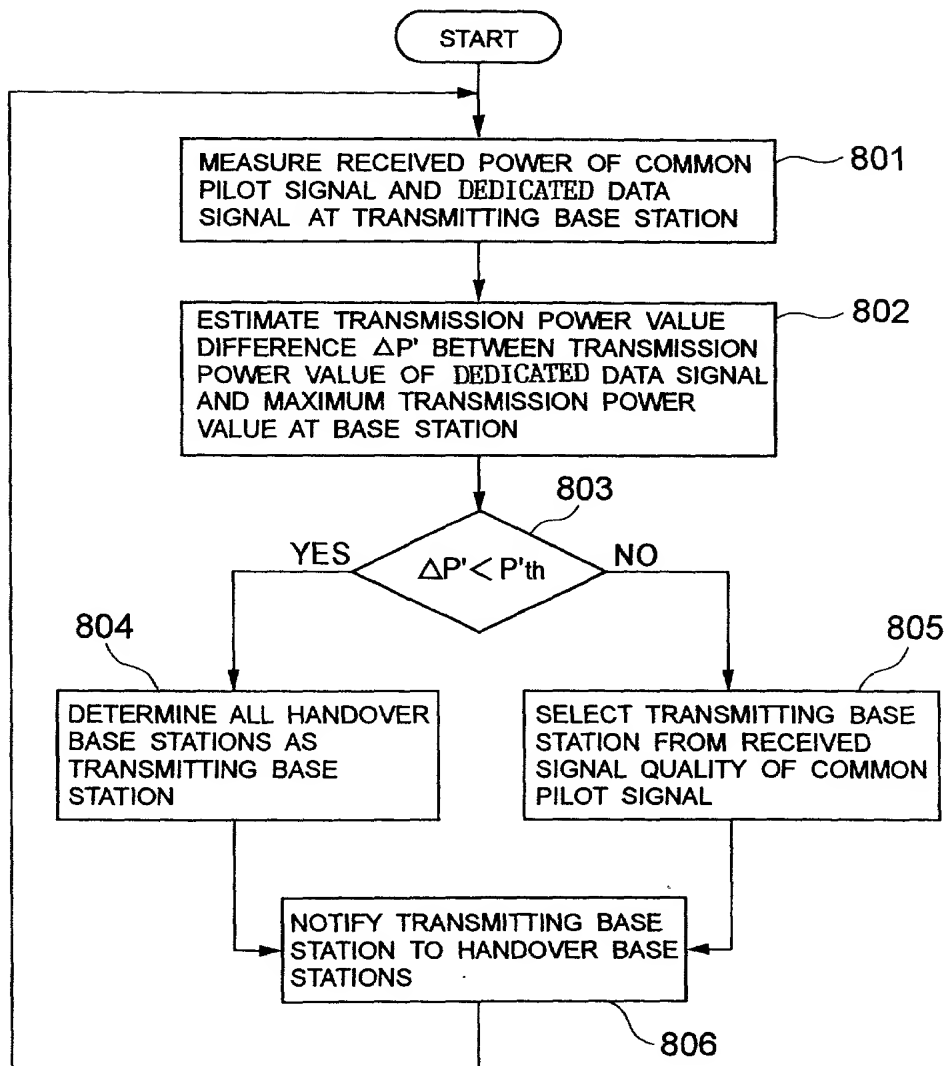 START
MEASURE RECEIVED POWER OF COMMON
PILOT SIGNAL AND DEDICATED DATA
SIGNAL AT TRANSMITTING BASE STATION
801
ESTIMATE TRANSMISSION POWER VALUE
DIFFERENCE △P' BETWEEN TRANSMISSION
POWER VALUE OF DEDICATED DATA SIGNAL
AND MAXIMUM TRANSMISSION POWER
VALUE AT BASE STATION
802
803
YES
△P'< P'th
NO
804
DETERMINE ALL HANDOVER
BASE STATIONS AS
TRANSMITTING BASE
STATION
805
SELECT TRANSMITTING BASE
STATION FROM RECEIVED
SIGNAL QUALITY OF COMMON
PILOT SIGNAL
NOTIFY TRANSMITTING BASE
STATION TO HANDOVER BASE
STATIONS
806